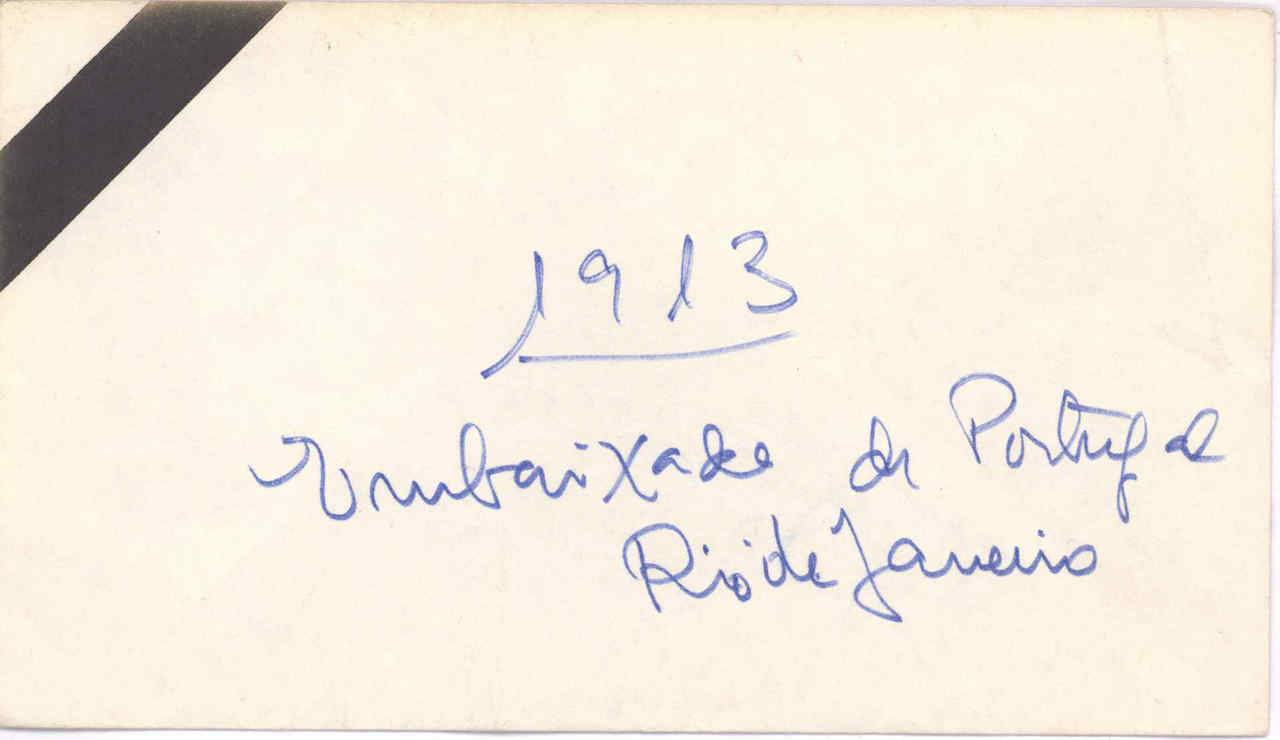 1913
Embaixada de Portugal
Rio de Janeiro